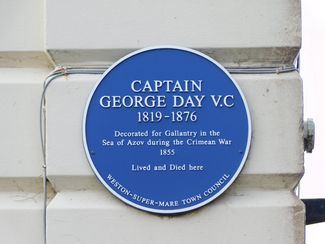 CAPTAIN
GEORGE DAY V.C
1819-1876
Decorated for Gallantry in the
Sea of Azov during the Crimean War
1855
Lived and Died here
WESTON-SUPER-MARE TOWN COUNCIL